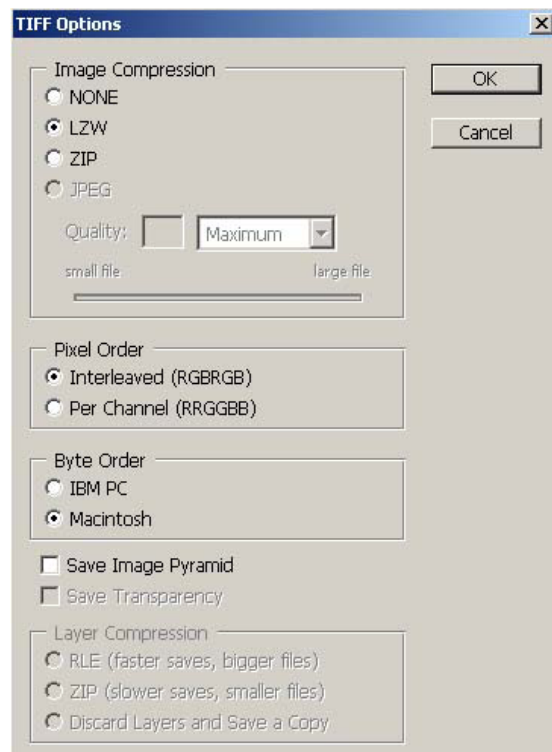 TIFF Options
Image Compression
OK
NONE
LZW
Cancel
ZIP
JPEG
Quality: Maximum
small file large file
Pixel Order
Interleaved (RGBRGB)
Per Channel (RRGGBB)
Byte Order
IBM PC
Macintosh
Save Image Pyramid
Save Transparency
Layer Compression
RLE (faster saves, bigger files)
ZIP (slower saves, smaller files)
Discard Layers and Save a Copy